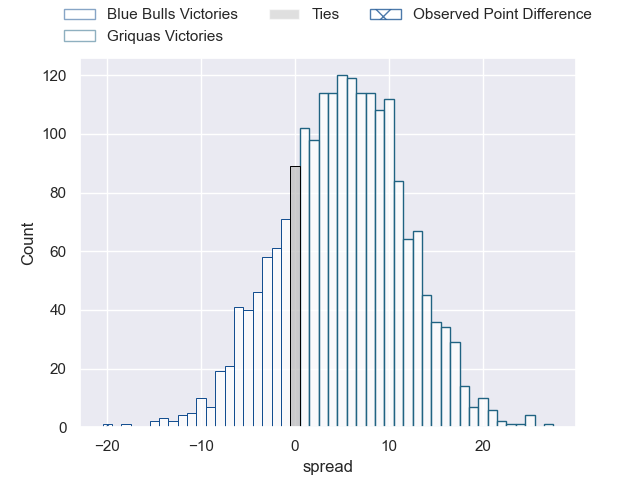 Blue Bulls Victories
Ties
Observed Point Difference
Griquas Victories
120
100
80
60
40
20
0
Count
−20
−10
0
10
20
spread